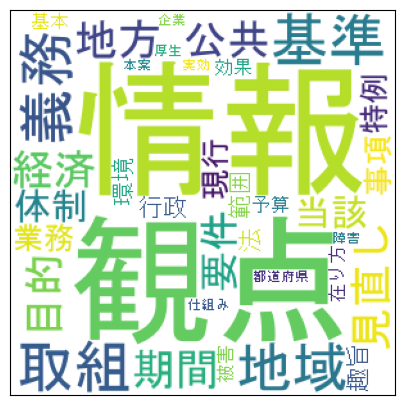 基本
企業
地方
公共
基準
義務
厚生
本案
実効
効果
特例
情報
経済
環境
現行
事項
体制
行政
範囲
予算
当該
業務
要件
法
障害
目的
観点
都道府県
在り方
見直し
仕組み
取組
期間
被害
地域
趣旨